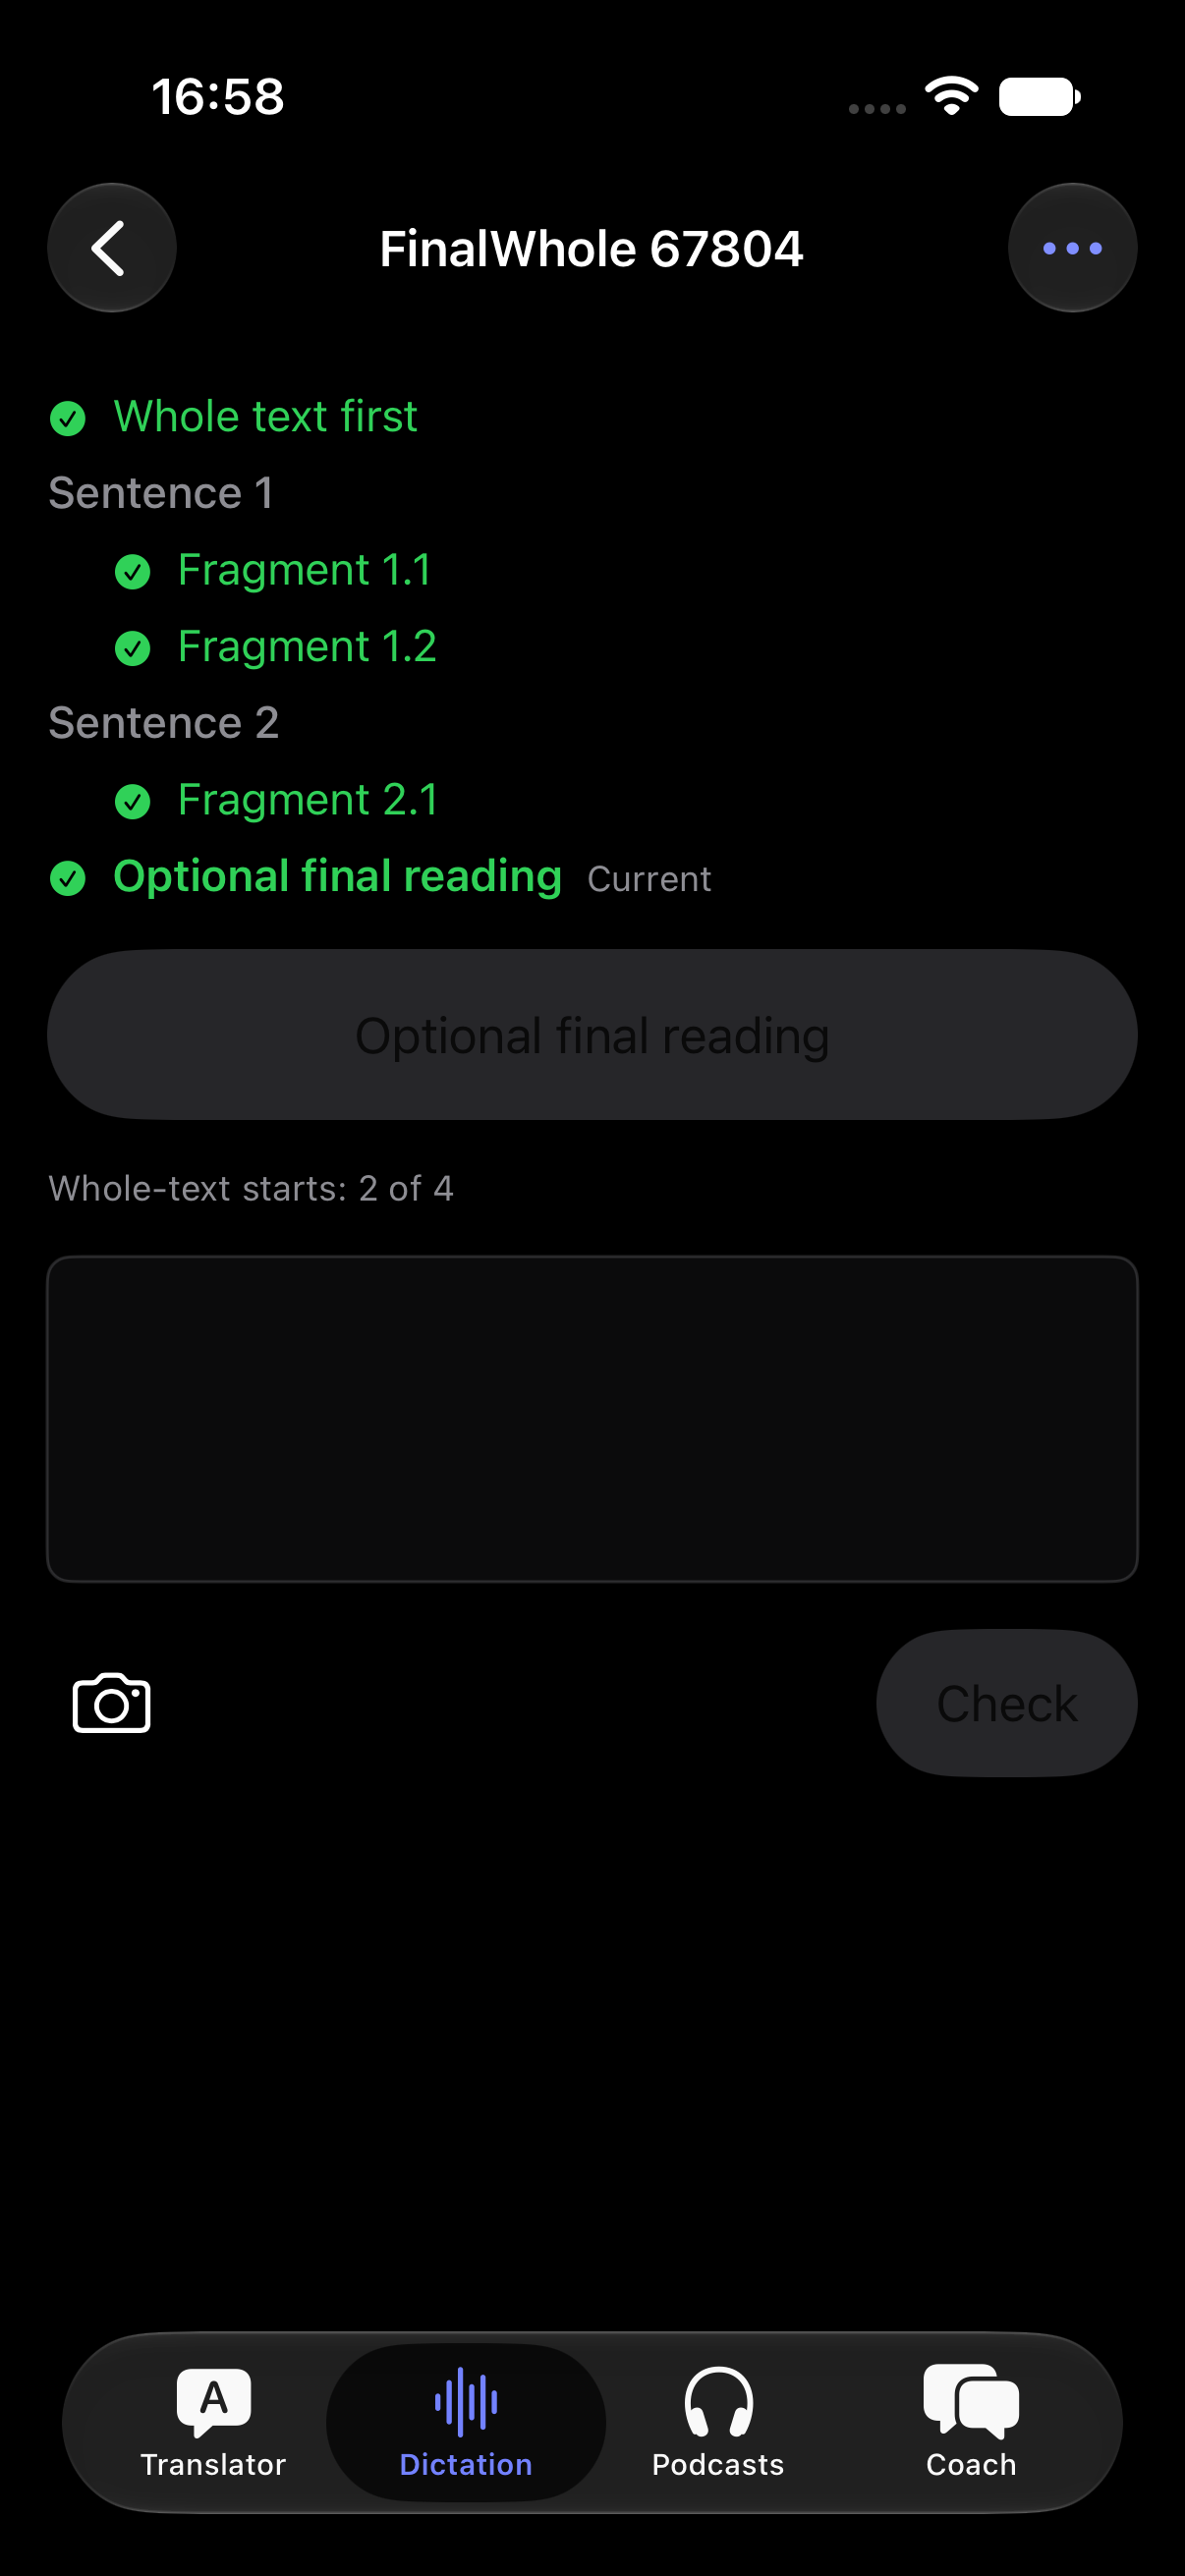 16:58
FinalWhole 67804
Whole text first
Sentence 1
Fragment 1.1
Fragment 1.2
Sentence 2
Fragment 2.1
Optional final reading Current
Optional final reading
Whole-text starts: 2 of 4
Check
A
Translator Dictation Podcasts Coach